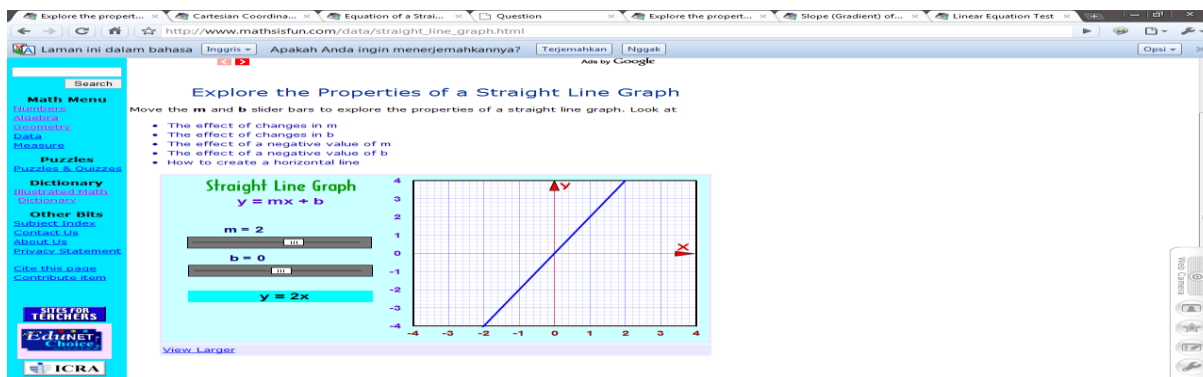 Explore the propert...
Cartesian Coordina...
Equation of a Strai...
Question
Explore the propert...
Slope (Gradient) of...
Linear Equation Test
http://www.mathsisfun.com/data/straight_line_graph.html
Laman ini dalam bahasa Inggris Apakah Anda ingin menerjemahkannya? Terjemahkan Nggak Opsi
Ads by Google
Search
Math Menu
Numbers
Algebra
Geometry
Data
Measure
Puzzles
Puzzles & Quizzes
Dictionary
Illustrated Math
Dictionary
Other Bits
Subject Index
Contact Us
About Us
Privacy Statement
Cite this page
Contribute item
SITES FOR
TEACHERS
EduNET
Choice
ICRA
Explore the Properties of a Straight Line Graph
Move the m and b slider bars to explore the properties of a straight line graph. Look at
• The effect of changes in m
• The effect of changes in b
• The effect of a negative value of m
• The effect of a negative value of b
• How to create a horizontal line
Straight Line Graph
y = mx + b
m = 2
b = 0
y = 2x
4
3
2
1
0
-1
-2
-3
-4
-4 -3 -2 -1 0 1 2 3 4
Y
X
View Larger
Web Camera